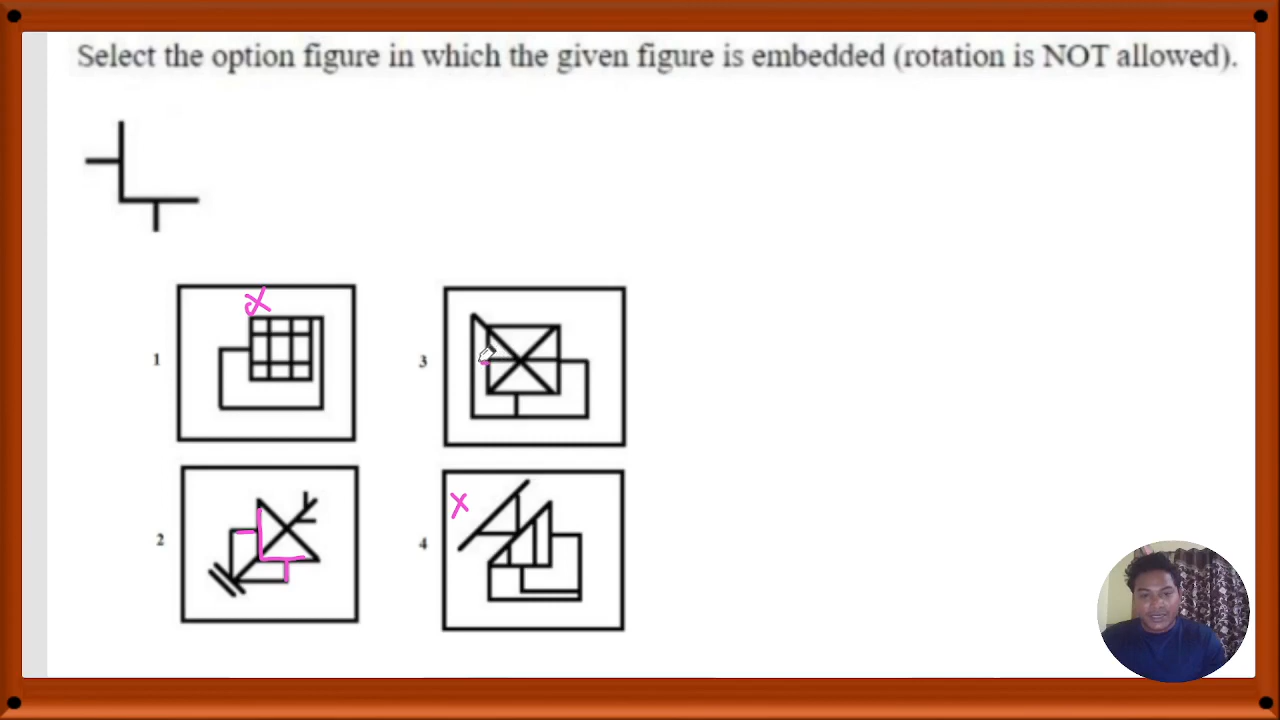 Select the option figure in which the given figure is embedded (rotation is NOT allowed).
1
3
2
4